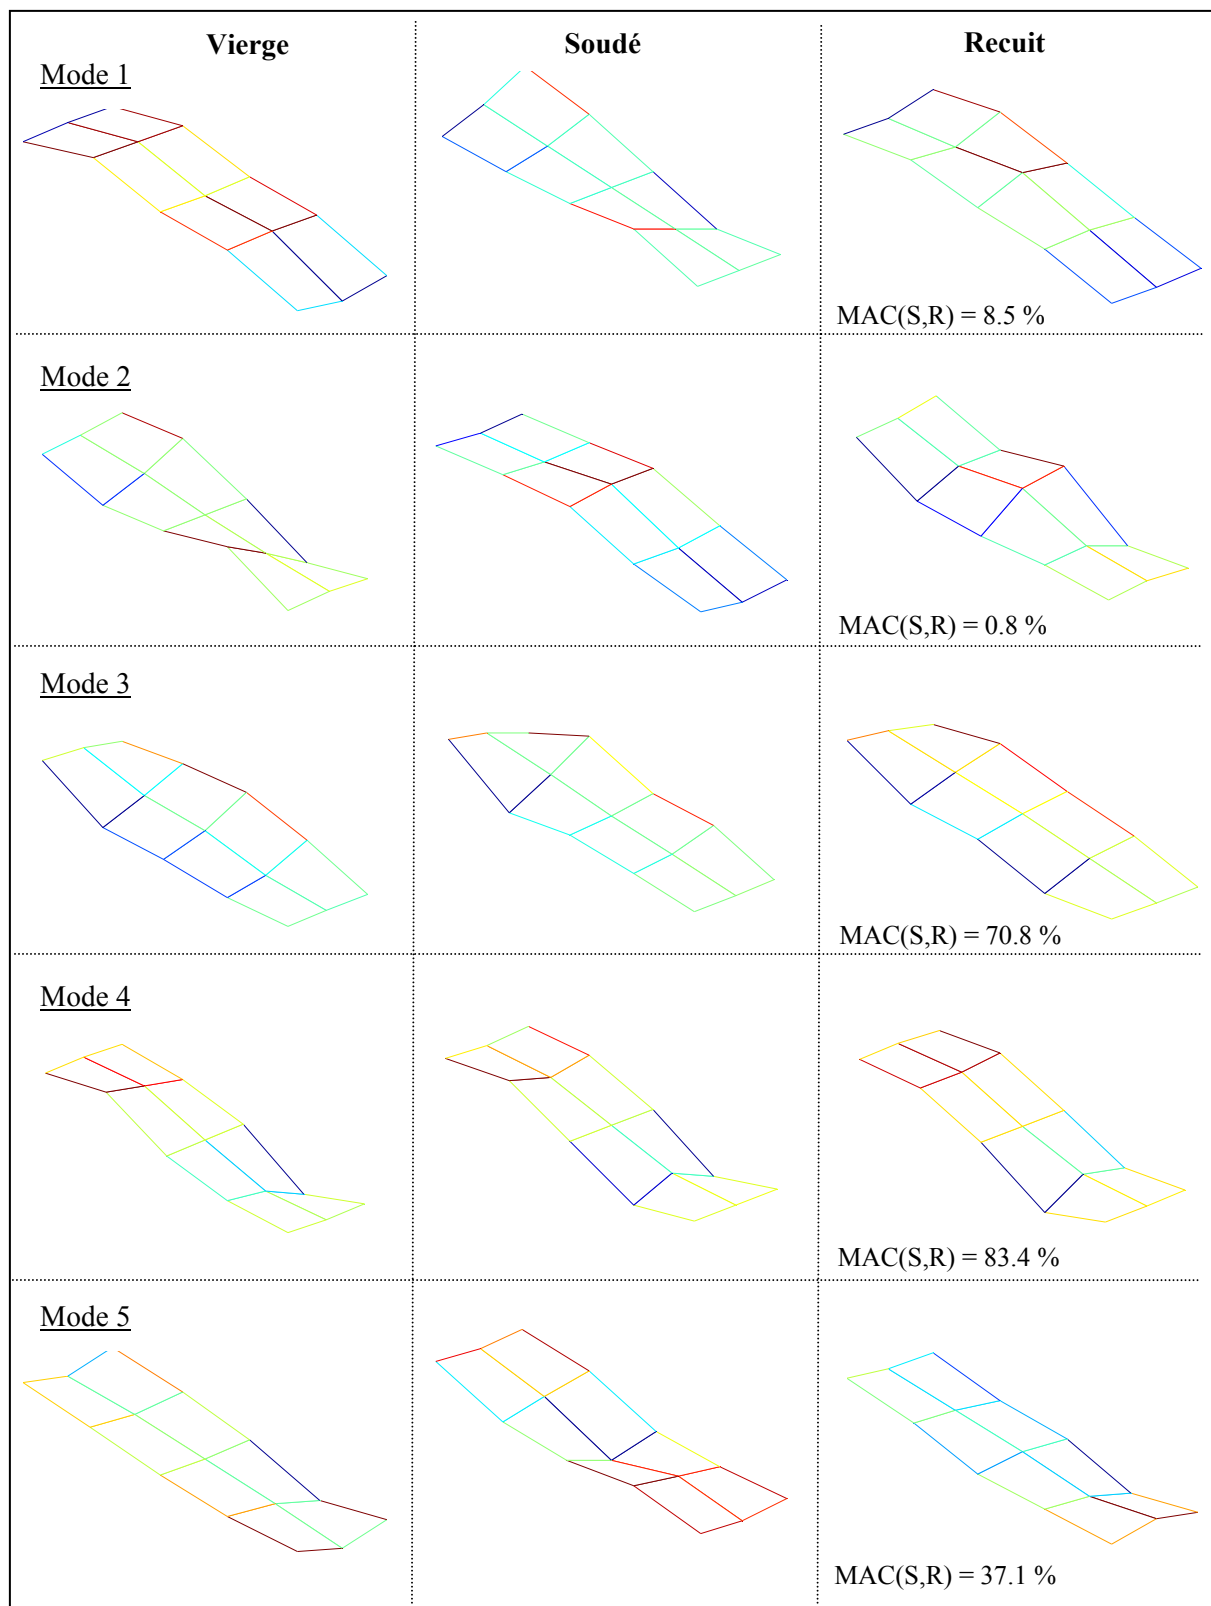 Vierge Soudé Recuit
Mode 1
MAC(S,R) = 8.5 %
Mode 2
MAC(S,R) = 0.8 %
Mode 3
MAC(S,R) = 70.8 %
Mode 4
MAC(S,R) = 83.4 %
Mode 5
MAC(S,R) = 37.1 %